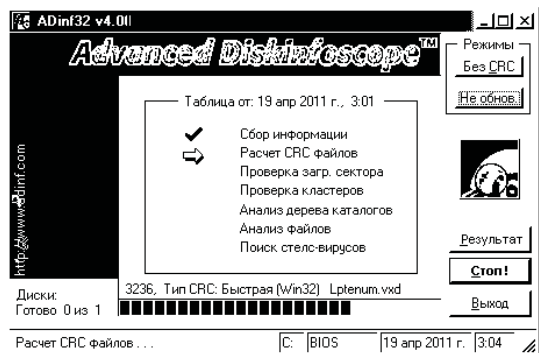 ADinf32 v4.0
Advanced Diskinfoscope™
Режимы
Без CRC
Не обнов.
Таблица от: 19 апр 2011 г., 3:01
Сбор информации
Расчет CRC файлов
Проверка загр. сектора
Проверка кластеров
Анализ дерева каталогов
Анализ файлов
Поиск стелс-вирусов
http://www.adinf.com
Результат
Стоп!
Выход
3236, Тип CRC: Быстрая (Win32) Lptenum.vxd
Диски:
Готово 0 из 1
Расчет CRC файлов . . .
C: BIOS 19 апр 2011 г. 3:04